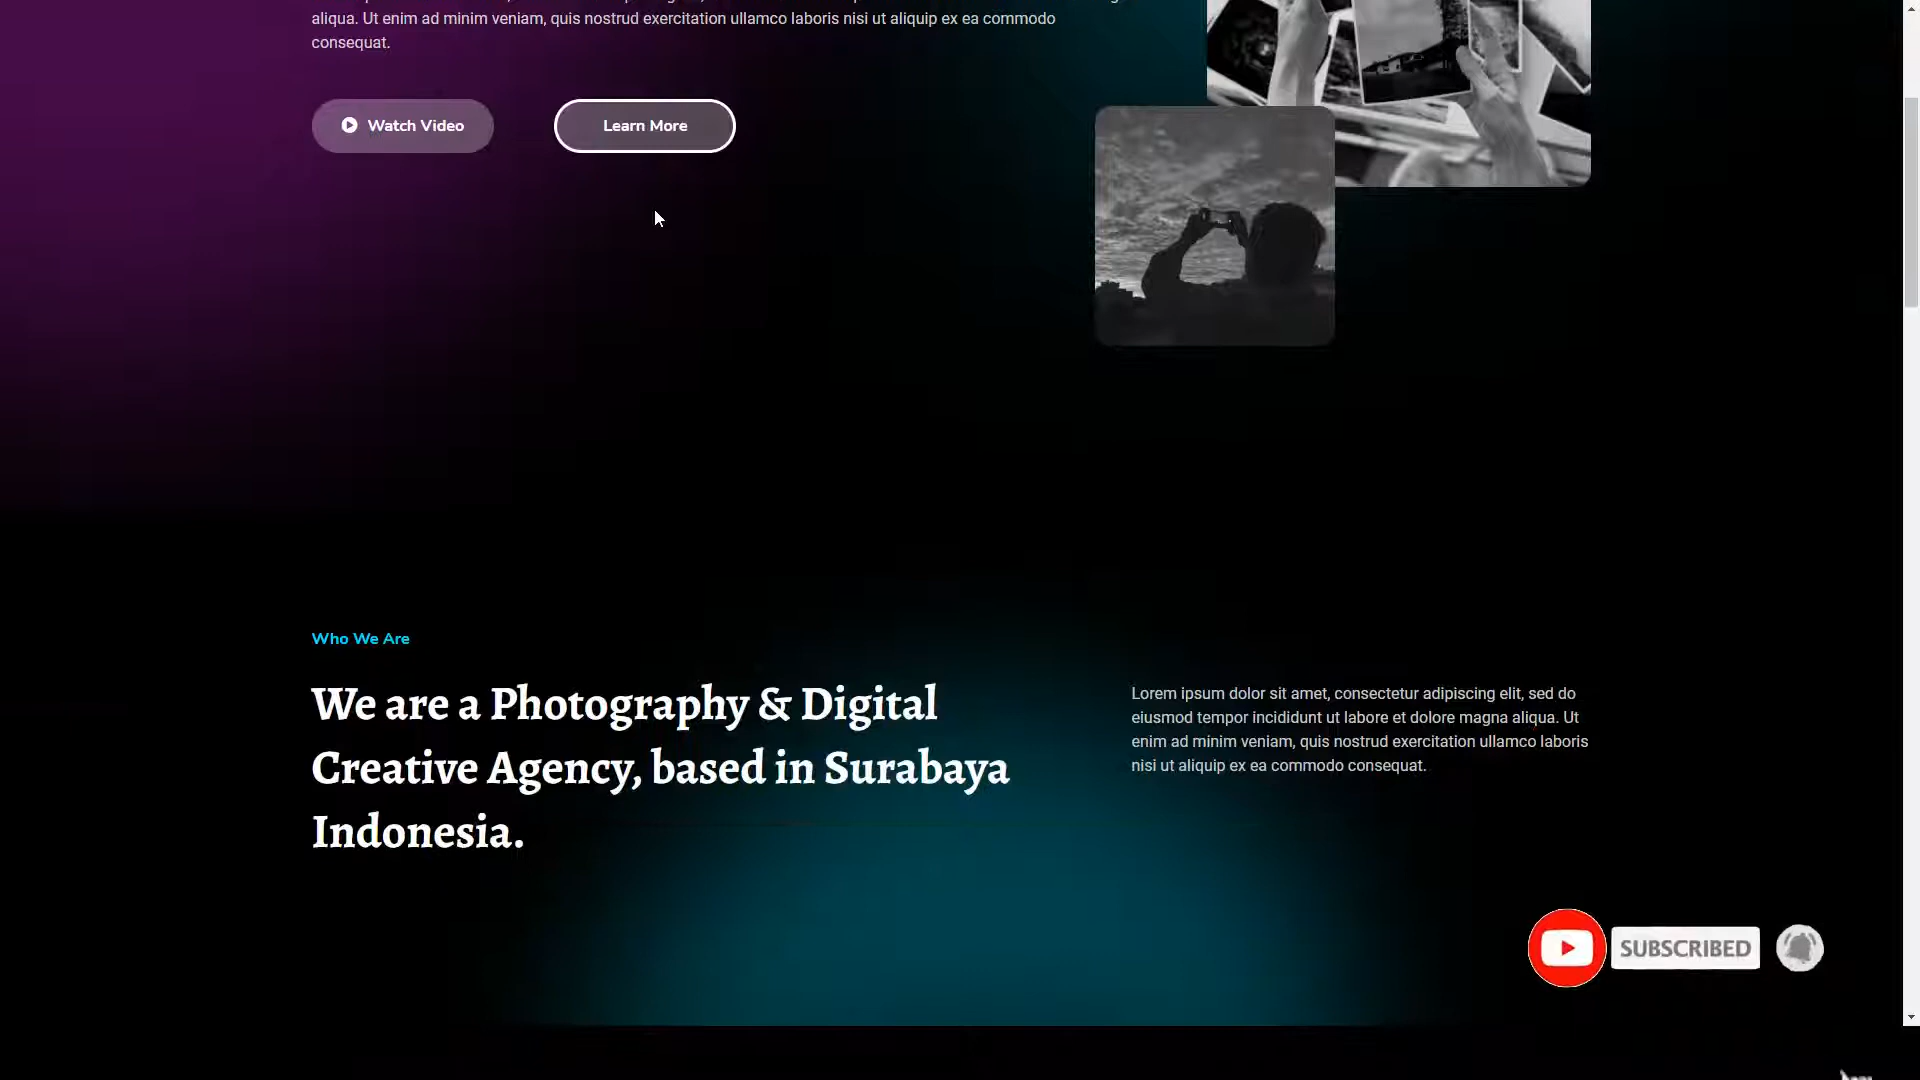 aliqua. Ut enim ad minim veniam, quis nostrud exercitation ullamco laboris nisi ut aliquip ex ea commodo
consequat.
Watch Video
Learn More
Who We Are
We are a Photography & Digital
Creative Agency, based in Surabaya
Indonesia.
Lorem ipsum dolor sit amet, consectetur adipiscing elit, sed do
eiusmod tempor incididunt ut labore et dolore magna aliqua. Ut
enim ad minim veniam, quis nostrud exercitation ullamco laboris
nisi ut aliquip ex ea commodo consequat.
SUBSCRIBED